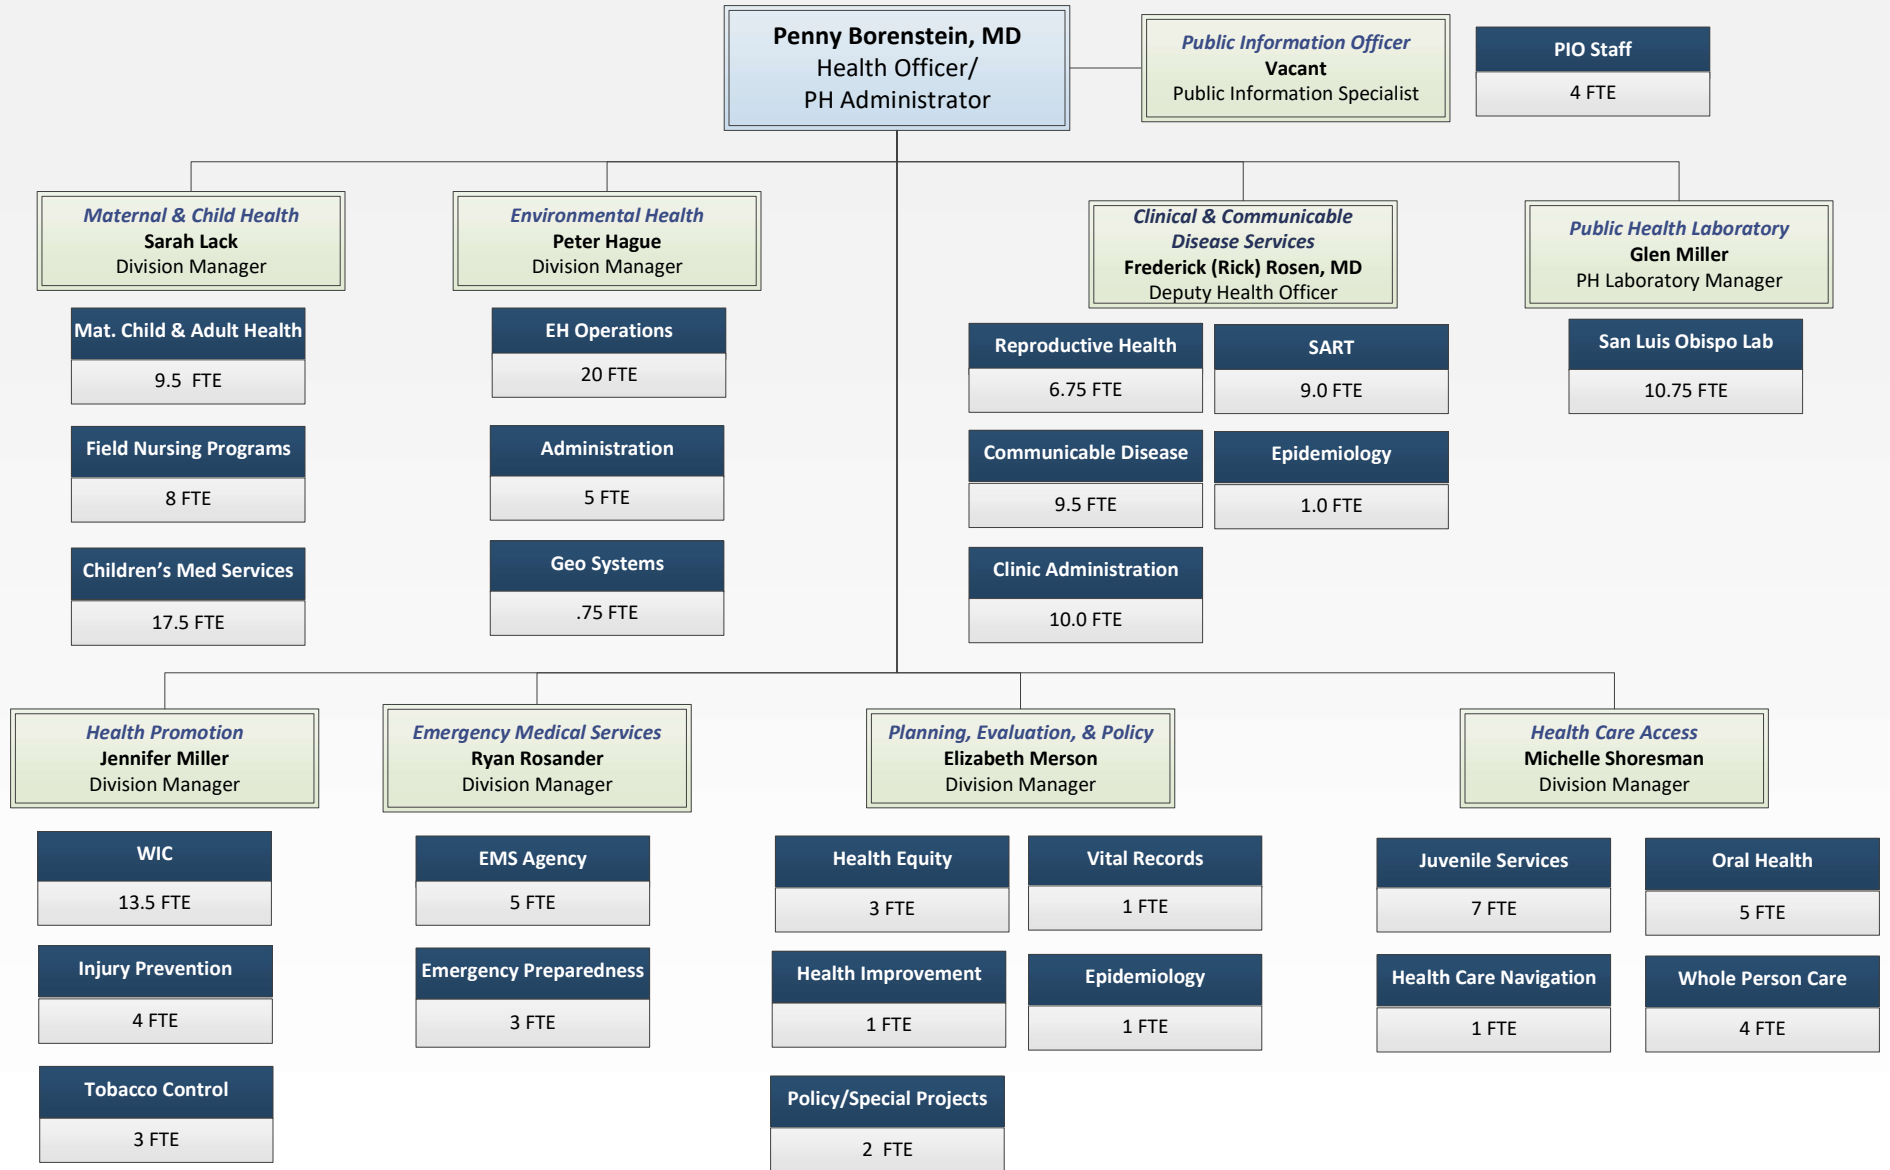 Penny Borenstein, MD
Health Officer/
PH Administrator
Public Information Officer
Vacant
Public Information Specialist
PIO Staff
4 FTE
Maternal & Child Health
Sarah Lack
Division Manager
Mat. Child & Adult Health
9.5 FTE
Field Nursing Programs
8 FTE
Children's Med Services
17.5 FTE
Environmental Health
Peter Hague
Division Manager
EH Operations
20 FTE
Administration
5 FTE
Geo Systems
.75 FTE
Clinical & Communicable
Disease Services
Frederick (Rick) Rosen, MD
Deputy Health Officer
Reproductive Health
6.75 FTE
SART
9.0 FTE
Communicable Disease
9.5 FTE
Epidemiology
1.0 FTE
Clinic Administration
10.0 FTE
Public Health Laboratory
Glen Miller
PH Laboratory Manager
San Luis Obispo Lab
10.75 FTE
Health Promotion
Jennifer Miller
Division Manager
WIC
13.5 FTE
Injury Prevention
4 FTE
Tobacco Control
3 FTE
Emergency Medical Services
Ryan Rosander
Division Manager
EMS Agency
5 FTE
Emergency Preparedness
3 FTE
Planning, Evaluation, & Policy
Elizabeth Merson
Division Manager
Health Equity
3 FTE
Vital Records
1 FTE
Health Improvement
1 FTE
Epidemiology
1 FTE
Policy/Special Projects
2 FTE
Health Care Access
Michelle Shoresman
Division Manager
Juvenile Services
7 FTE
Oral Health
5 FTE
Health Care Navigation
1 FTE
Whole Person Care
4 FTE